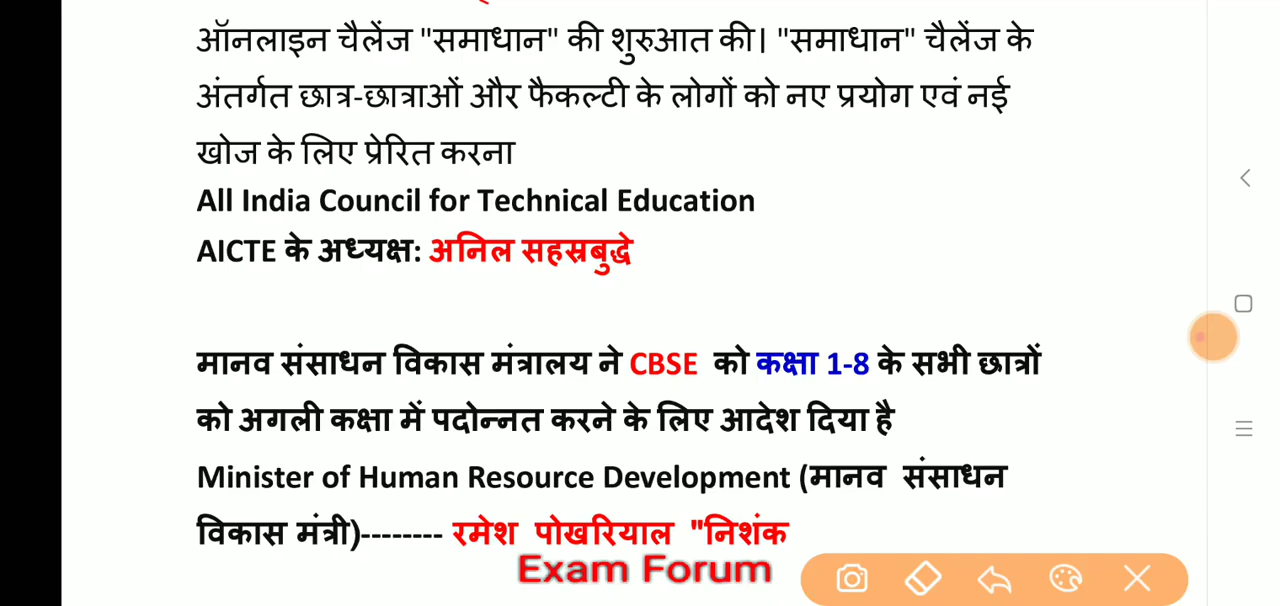 ऑनलाइन चैलेंज "समाधान" की शुरुआत की। "समाधान" चैलेंज के
अंतर्गत छात्र-छात्राओं और फैकल्टी के लोगों को नए प्रयोग एवं नई
खोज के लिए प्रेरित करना
All India Council for Technical Education
AICTE के अध्यक्ष: अनिल सहस्रबुद्धे
मानव संसाधन विकास मंत्रालय ने CBSE को कक्षा 1-8 के सभी छात्रों
को अगली कक्षा में पदोन्नत करने के लिए आदेश दिया है
Minister of Human Resource Development (मानव संसाधन
विकास मंत्री)-------- रमेश पोखरियाल "निशंक
Exam Forum